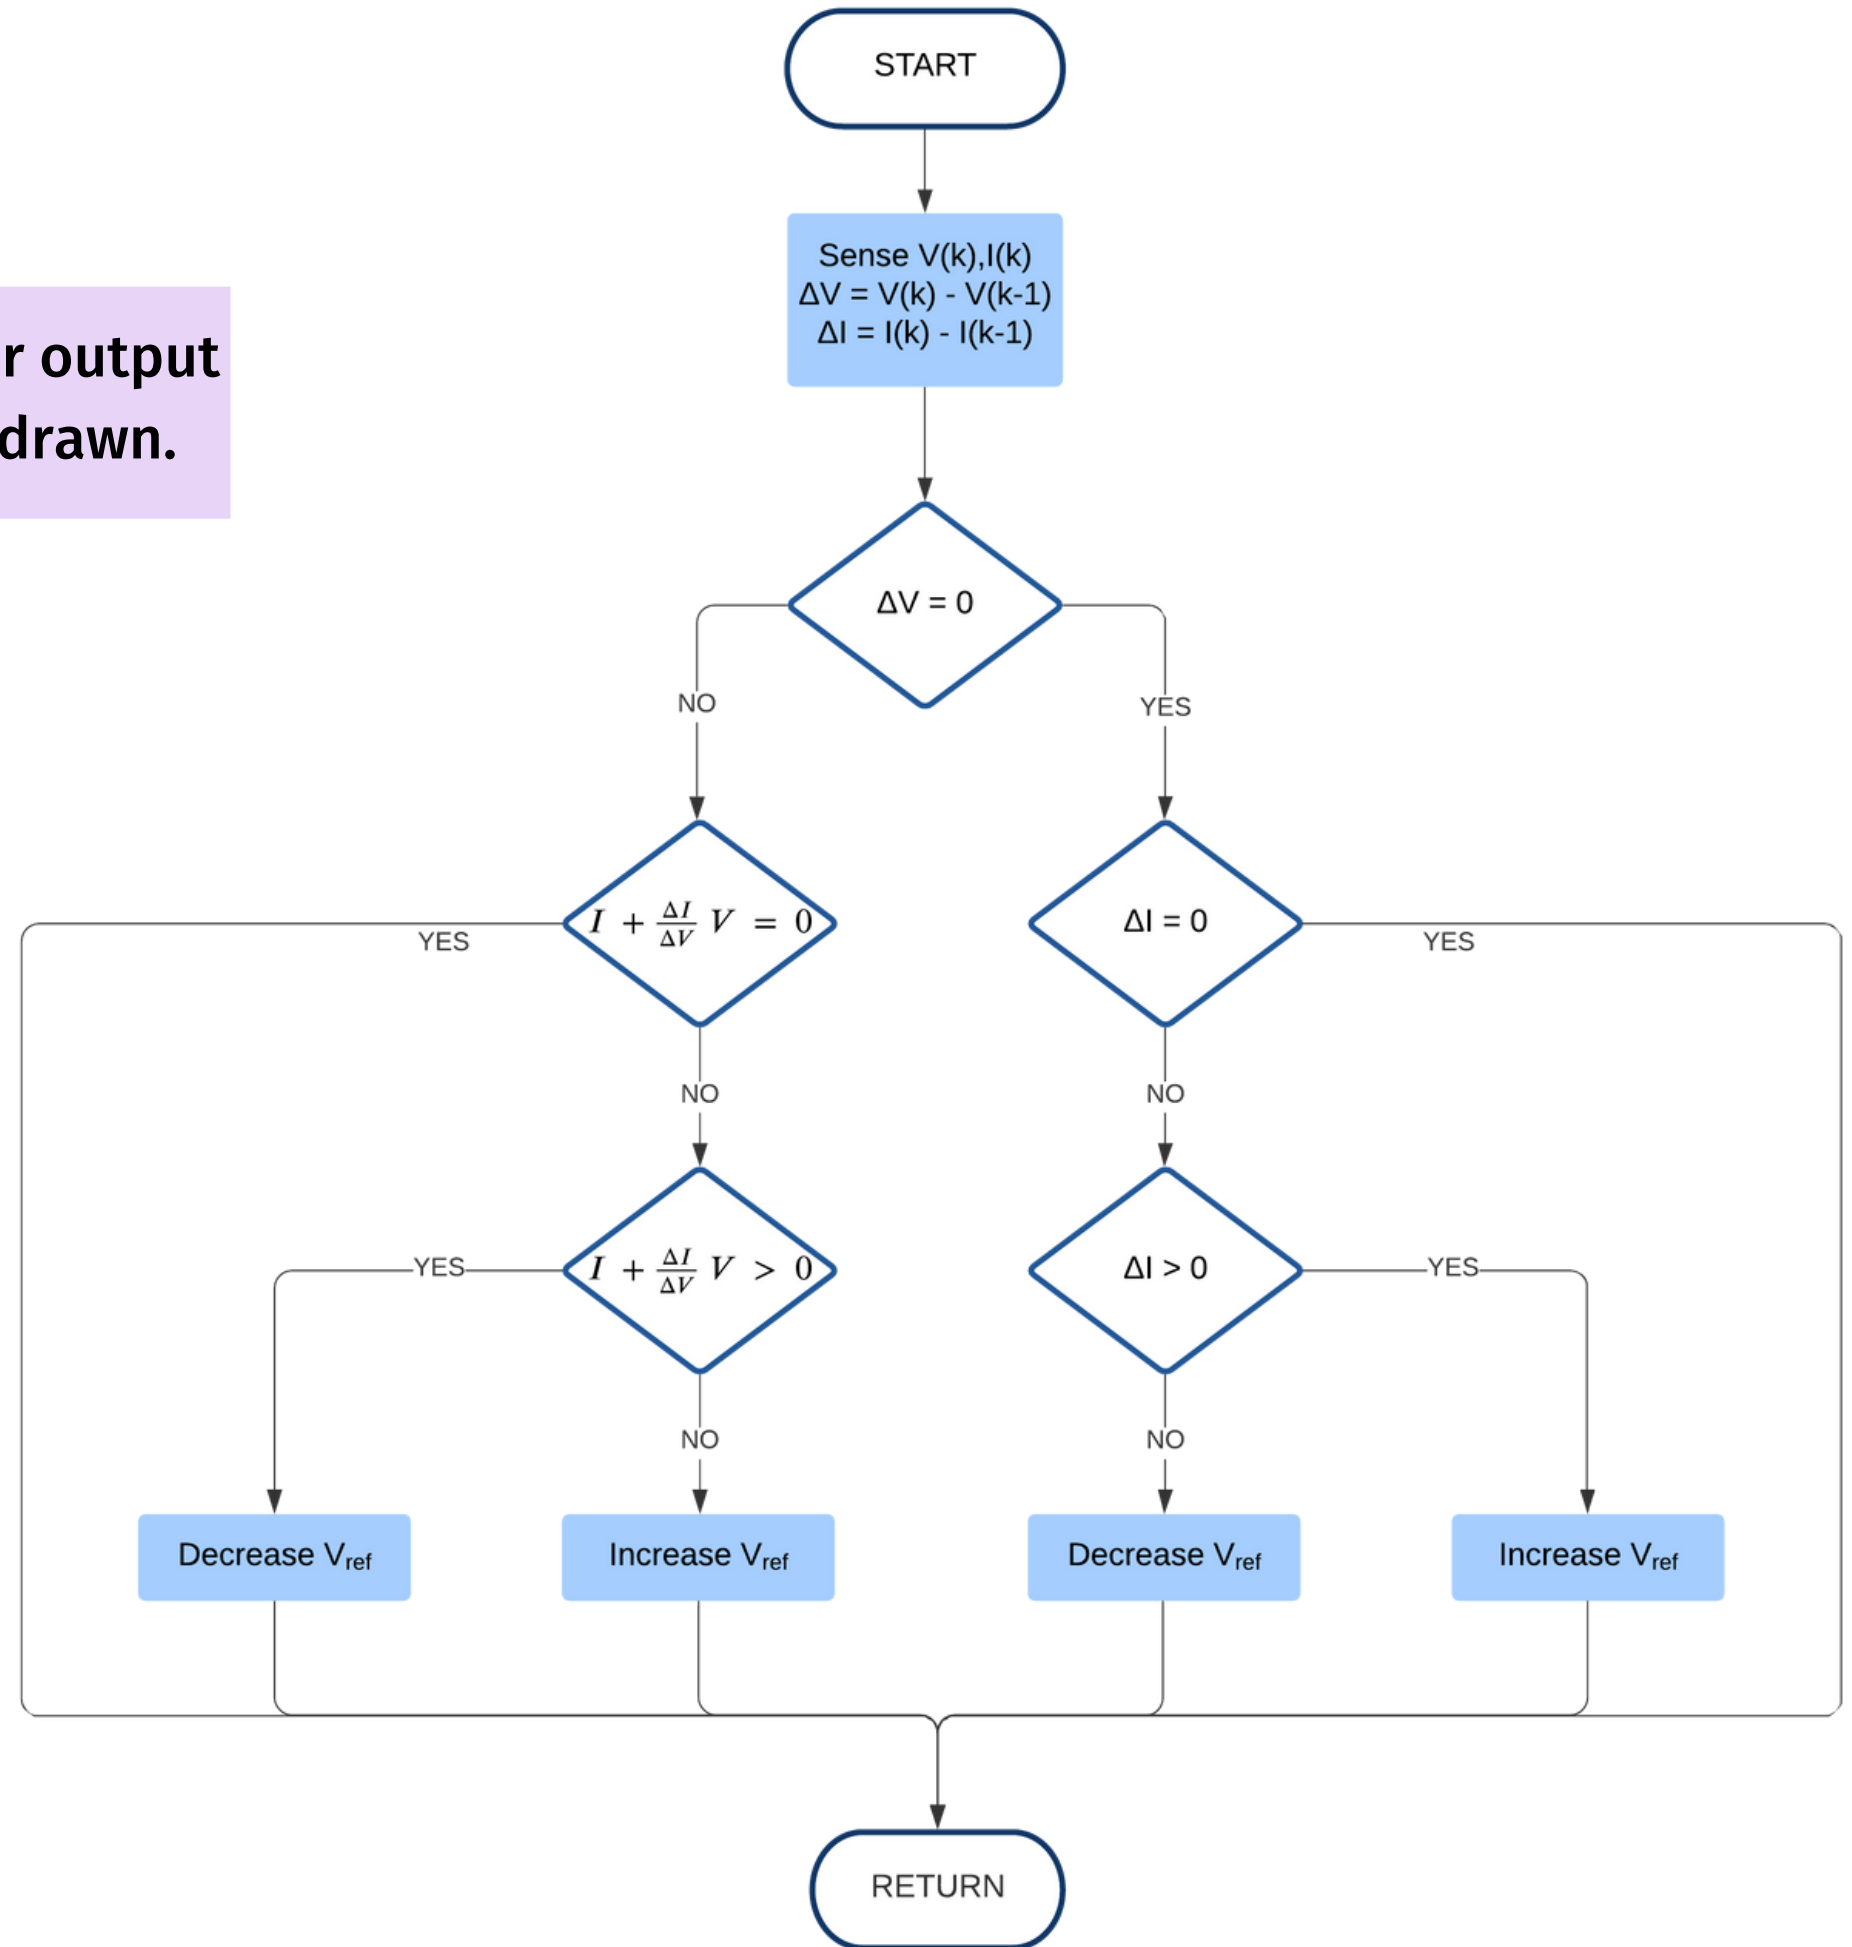 START
Sense V(k),I(k)
ΔV = V(k) - V(k-1)
ΔI = I(k) - I(k-1)
r output
drawn.
ΔV = 0
NO
YES
I + ΔI/ΔV V = 0
ΔI = 0
YES
YES
NO
NO
I + ΔI/ΔV V > 0
ΔI > 0
YES
YES
NO
NO
Decrease Vref
Increase Vref
Decrease Vref
Increase Vref
RETURN